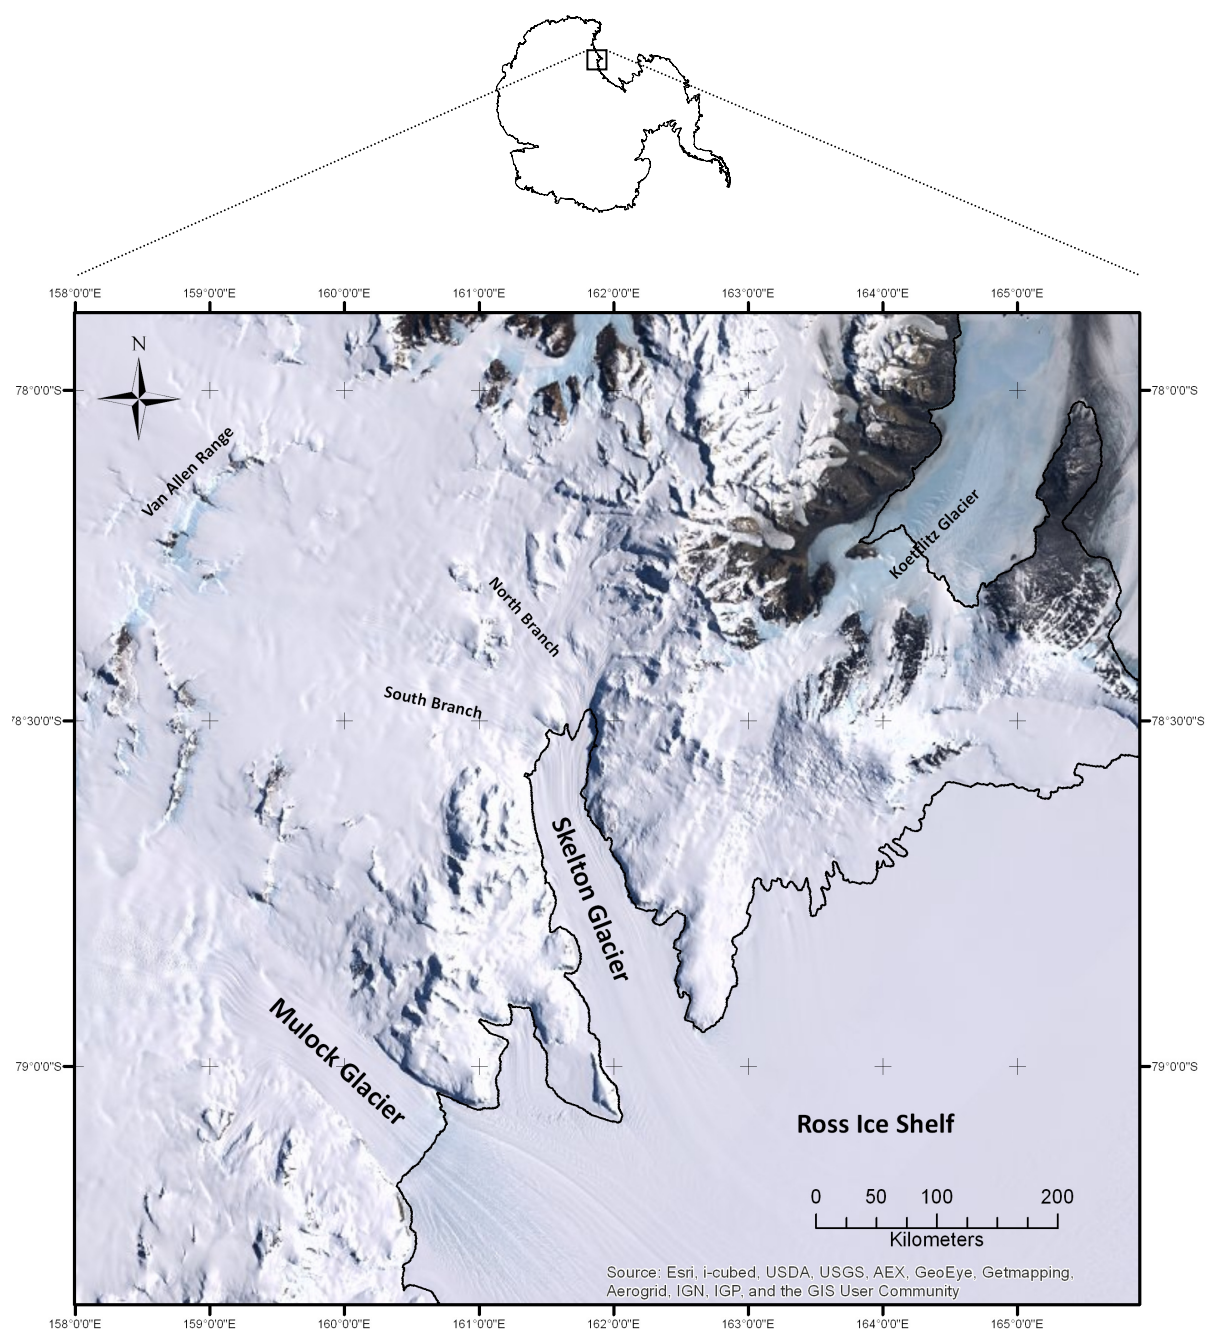 158°0'0"E 159°0'0"E 160°0'0"E 161°0'0"E 162°0'0"E 163°0'0"E 164°0'0"E 165°0'0"E
N
78°0'0"S 78°0'0"S
Van Allen Range
Koettlitz Glacier
North Branch
South Branch
78°30'0"S 78°30'0"S
Skelton Glacier
Mulock Glacier
79°0'0"S 79°0'0"S
Ross Ice Shelf
0 50 100 200
Kilometers
Source: Esri, i-cubed, USDA, USGS, AEX, GeoEye, Getmapping,
Aerogrid, IGN, IGP, and the GIS User Community
158°0'0"E 159°0'0"E 160°0'0"E 161°0'0"E 162°0'0"E 163°0'0"E 164°0'0"E 165°0'0"E